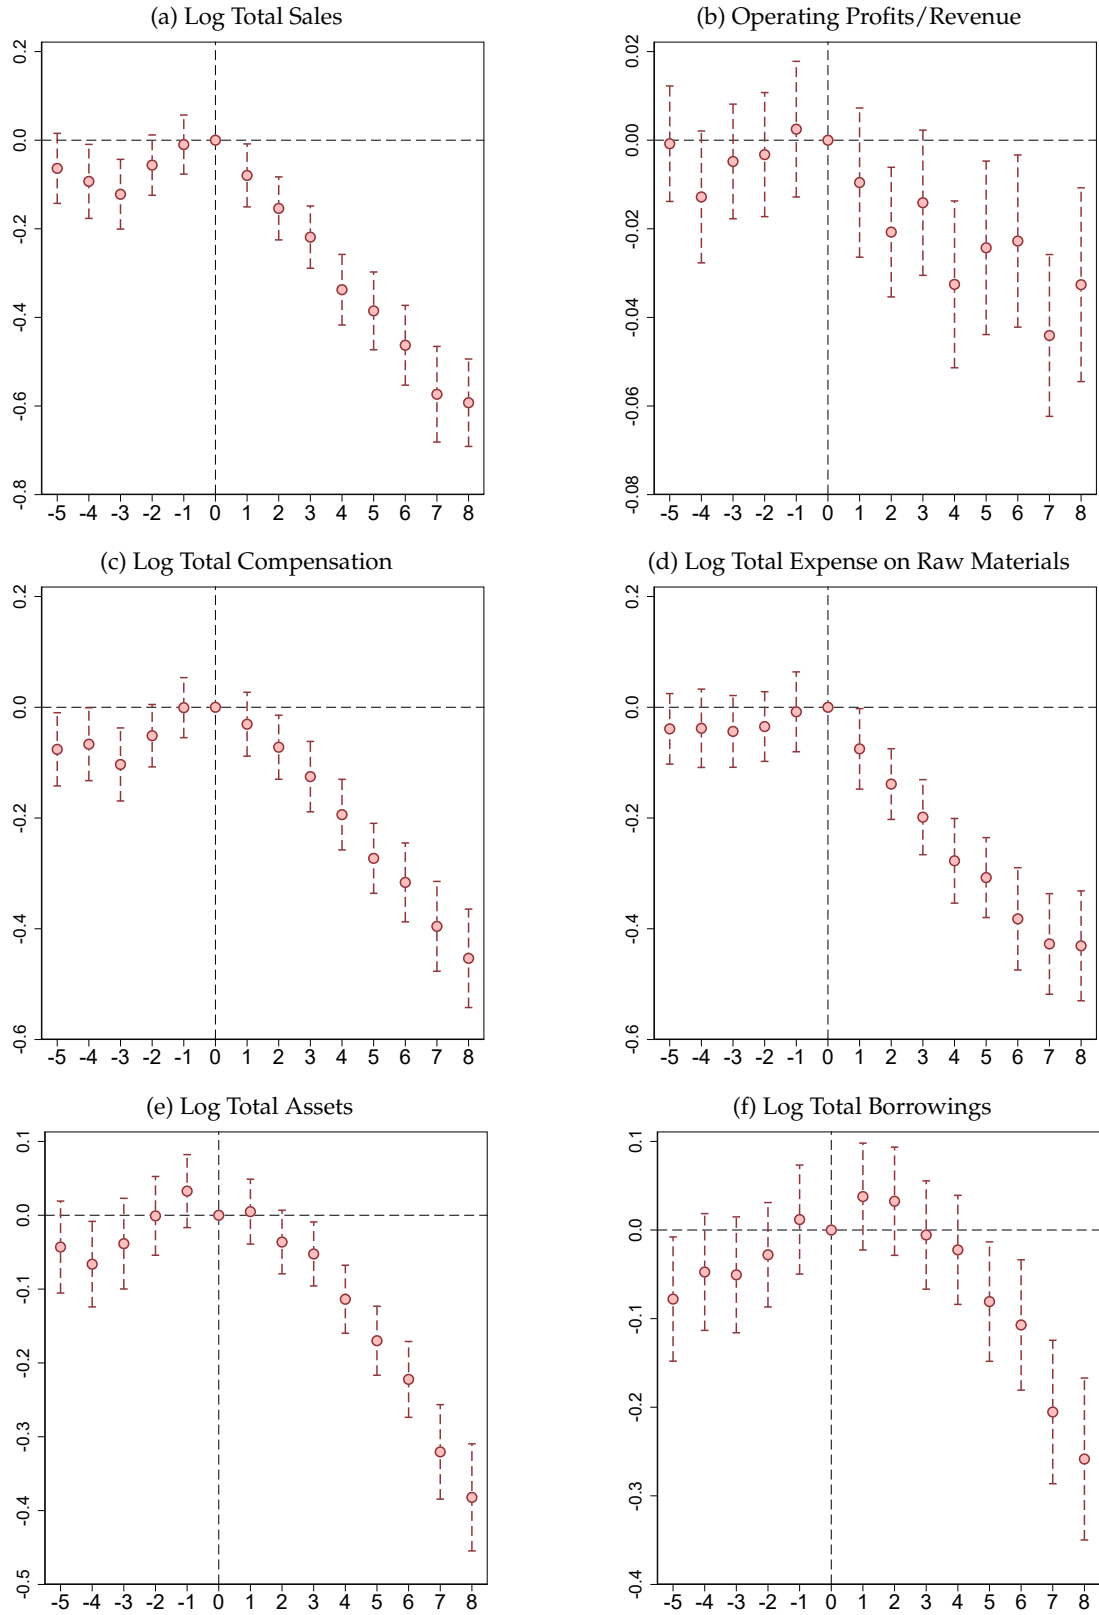 (a) Log Total Sales
0.2
0.0
-0.2
-0.4
-0.6
-0.8
-5 -4 -3 -2 -1 0 1 2 3 4 5 6 7 8
(b) Operating Profits/Revenue
0.02
0.00
-0.02
-0.04
-0.06
-0.08
-5 -4 -3 -2 -1 0 1 2 3 4 5 6 7 8
(c) Log Total Compensation
0.2
0.0
-0.2
-0.4
-0.6
-5 -4 -3 -2 -1 0 1 2 3 4 5 6 7 8
(d) Log Total Expense on Raw Materials
0.2
0.0
-0.2
-0.4
-0.6
-5 -4 -3 -2 -1 0 1 2 3 4 5 6 7 8
(e) Log Total Assets
0.1
0.0
-0.1
-0.2
-0.3
-0.4
-0.5
-5 -4 -3 -2 -1 0 1 2 3 4 5 6 7 8
(f) Log Total Borrowings
0.1
0.0
-0.1
-0.2
-0.3
-0.4
-5 -4 -3 -2 -1 0 1 2 3 4 5 6 7 8